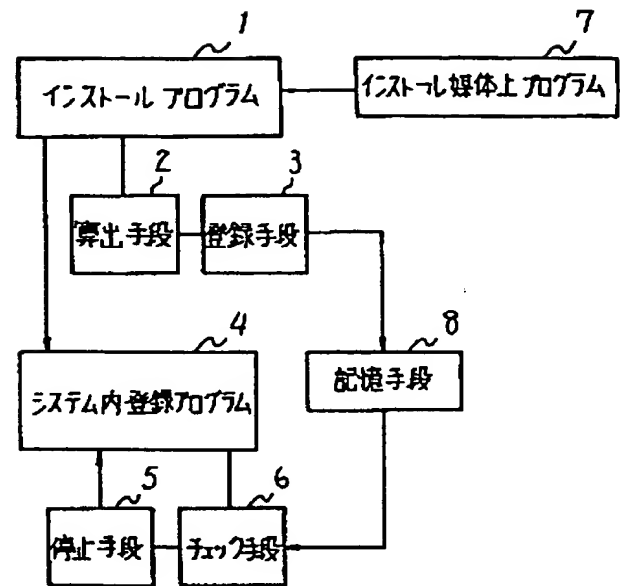 1
7
インストール プログラム
インストール媒体上プログラム
2
3
算出手段
登録手段
4
8
システム内登録プログラム
記憶手段
5
6
停止手段
チェック手段